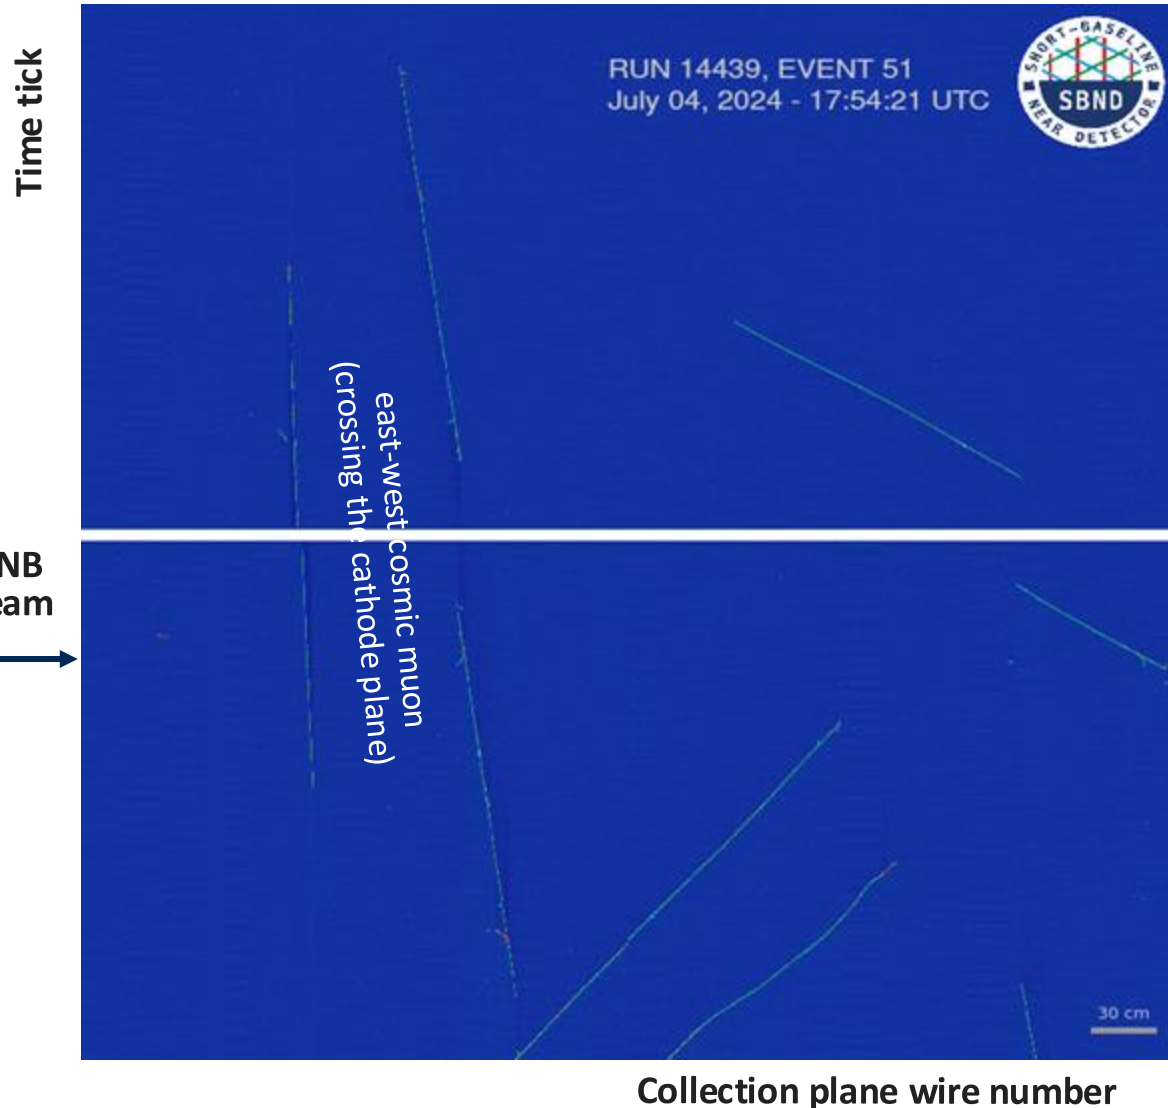 Time tick
RUN 14439, EVENT 51
July 04, 2024 - 17:54:21 UTC
SHORT-BASELINE
SBND
NEAR DETECTOR
east-west cosmic muon
(crossing the cathode plane)
NB
eam
30 cm
Collection plane wire number